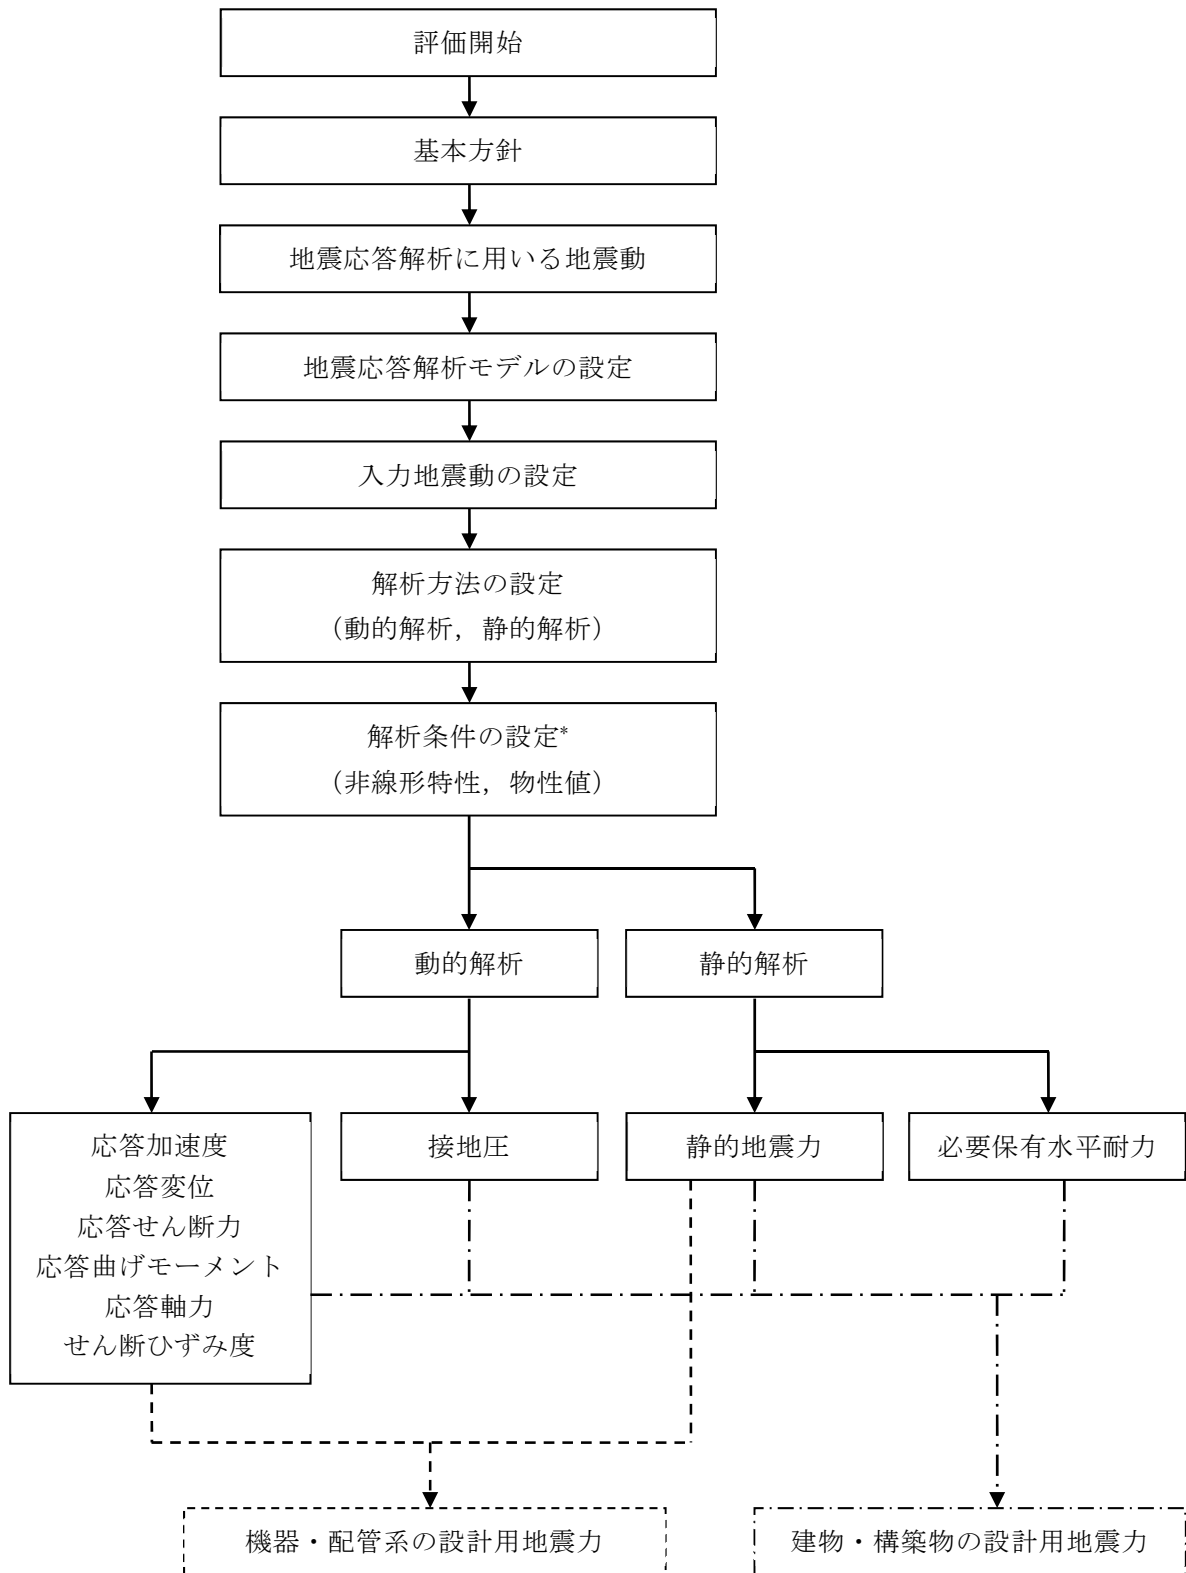 評価開始
基本方針
地震応答解析に用いる地震動
地震応答解析モデルの設定
入力地震動の設定
解析方法の設定
（動的解析，静的解析）
解析条件の設定*
（非線形特性，物性値）
動的解析
静的解析
応答加速度
応答変位
応答せん断力
応答曲げモーメント
応答軸力
せん断ひずみ度
接地圧
静的地震力
必要保有水平耐力
機器・配管系の設計用地震力
建物・構築物の設計用地震力